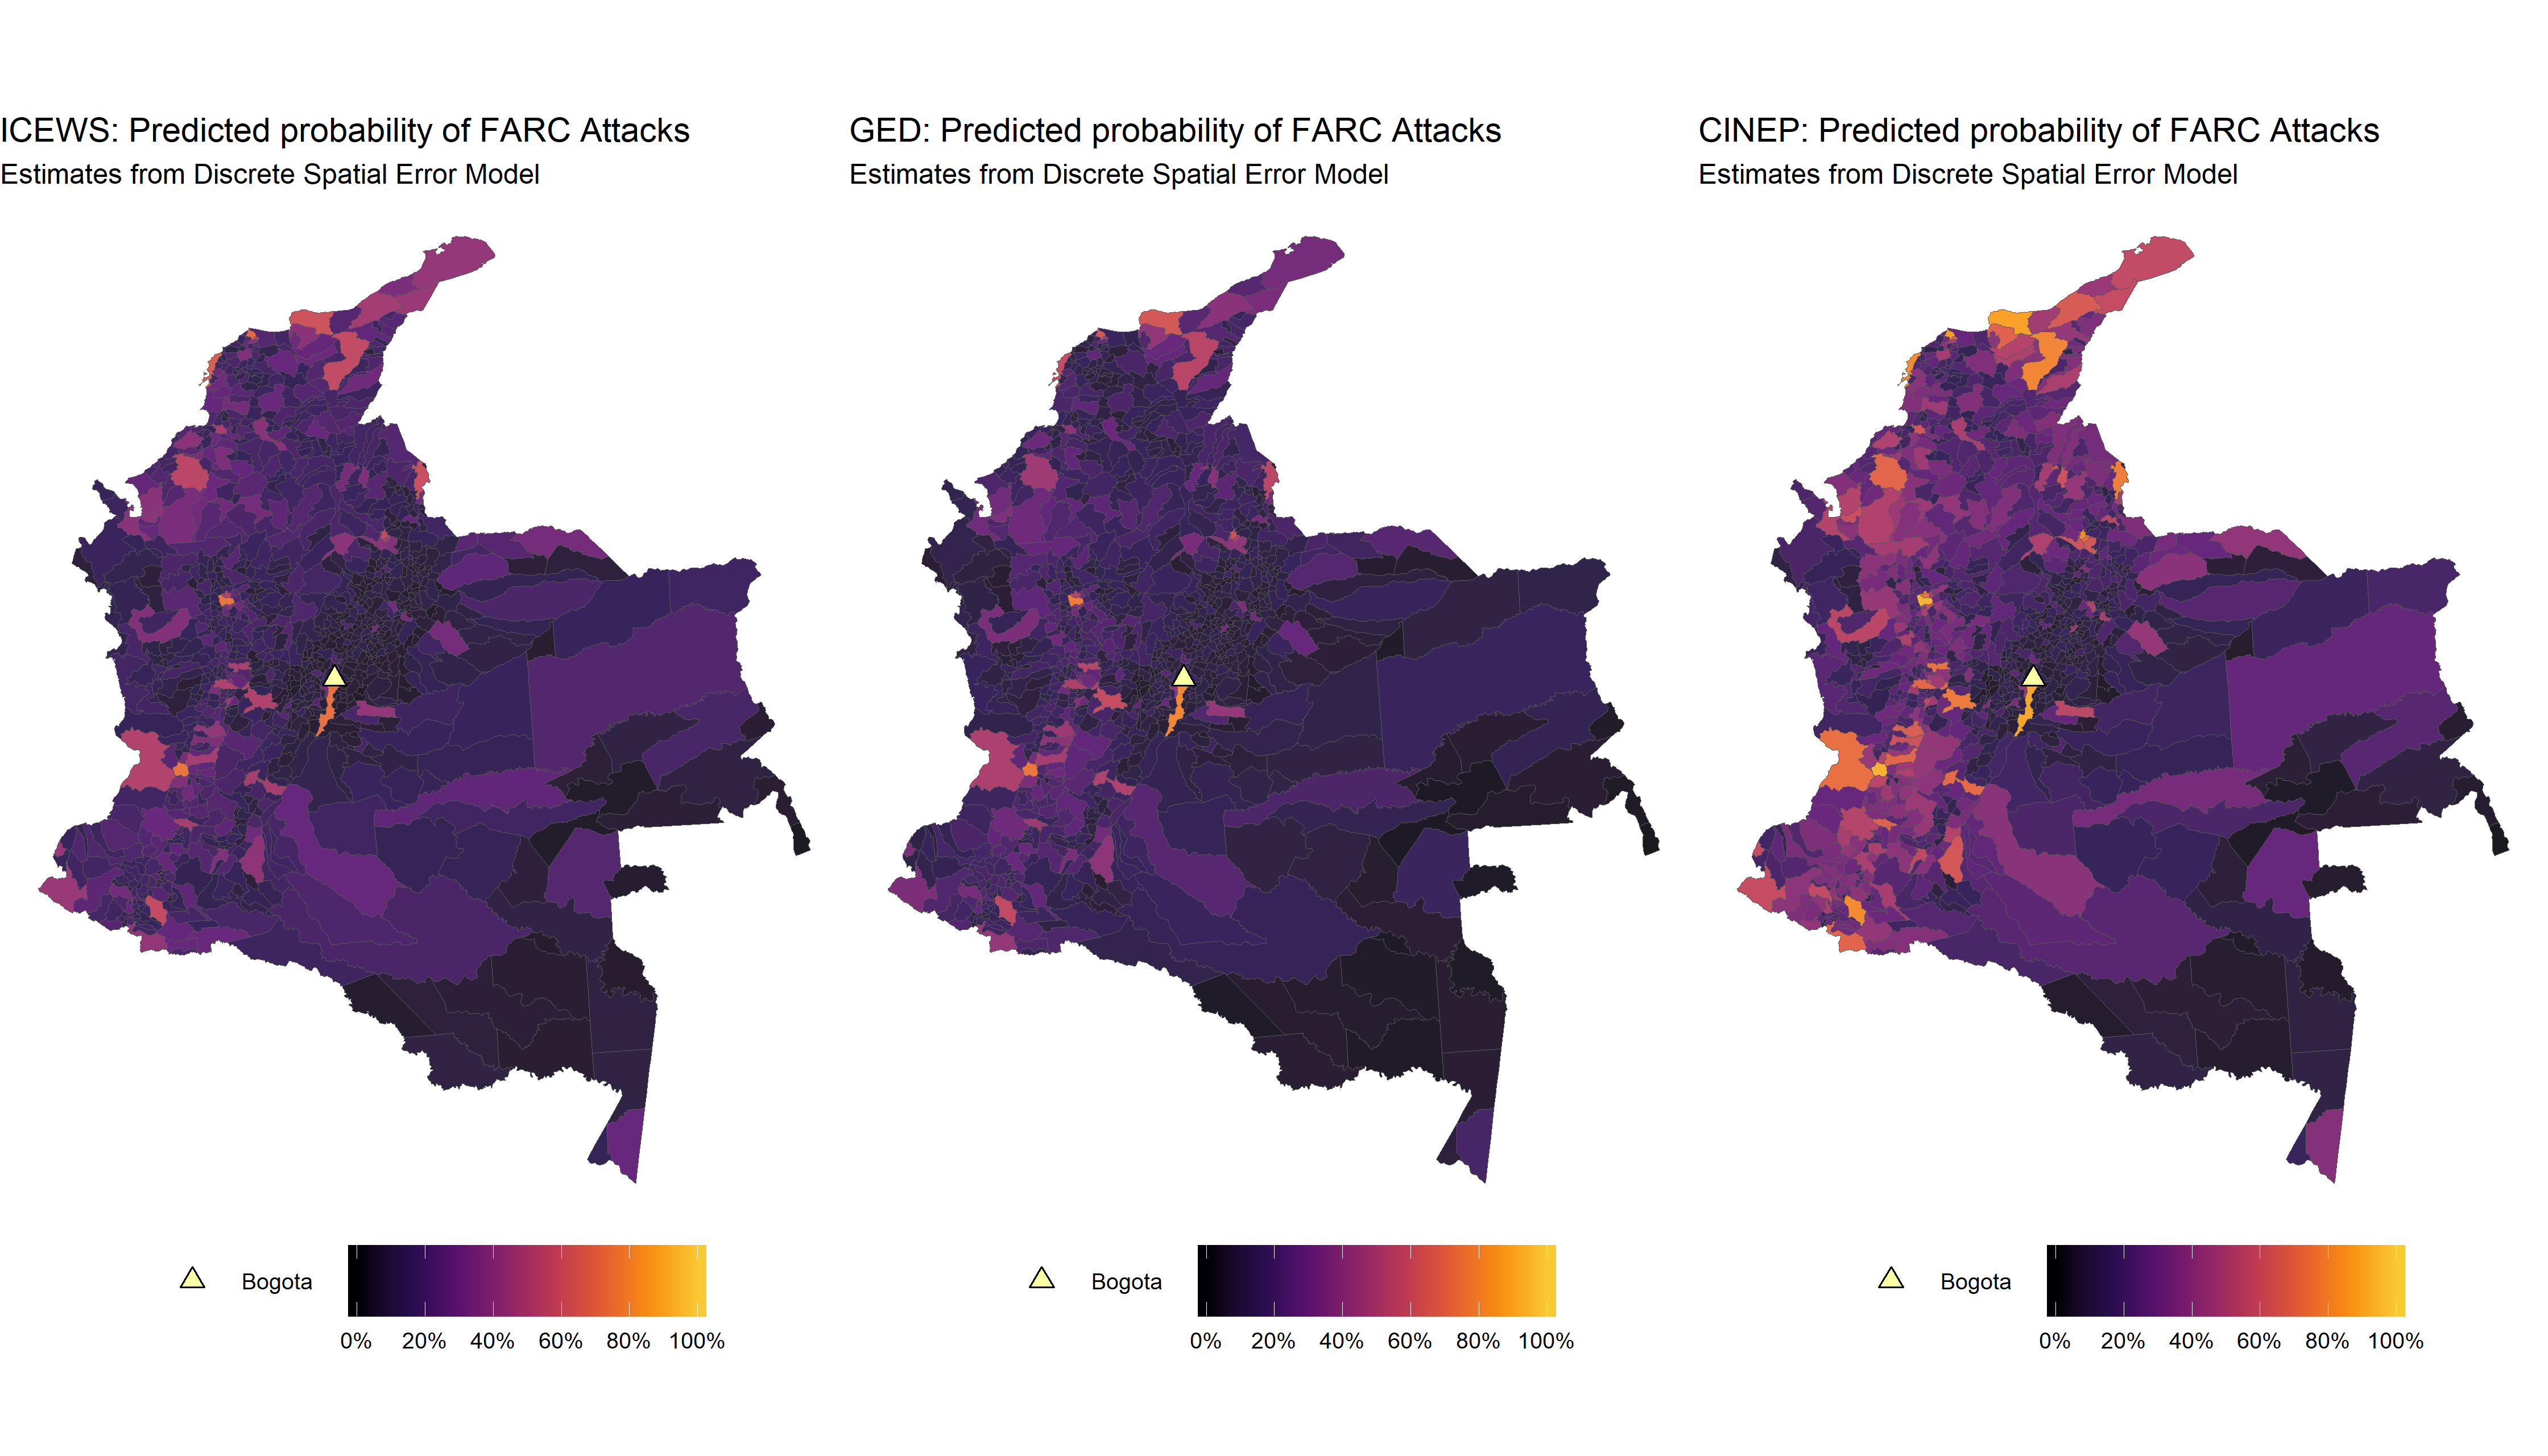 ICEWS: Predicted probability of FARC Attacks
Estimates from Discrete Spatial Error Model
Bogota
0% 20% 40% 60% 80% 100%
GED: Predicted probability of FARC Attacks
Estimates from Discrete Spatial Error Model
Bogota
0% 20% 40% 60% 80% 100%
CINEP: Predicted probability of FARC Attacks
Estimates from Discrete Spatial Error Model
Bogota
0% 20% 40% 60% 80% 100%